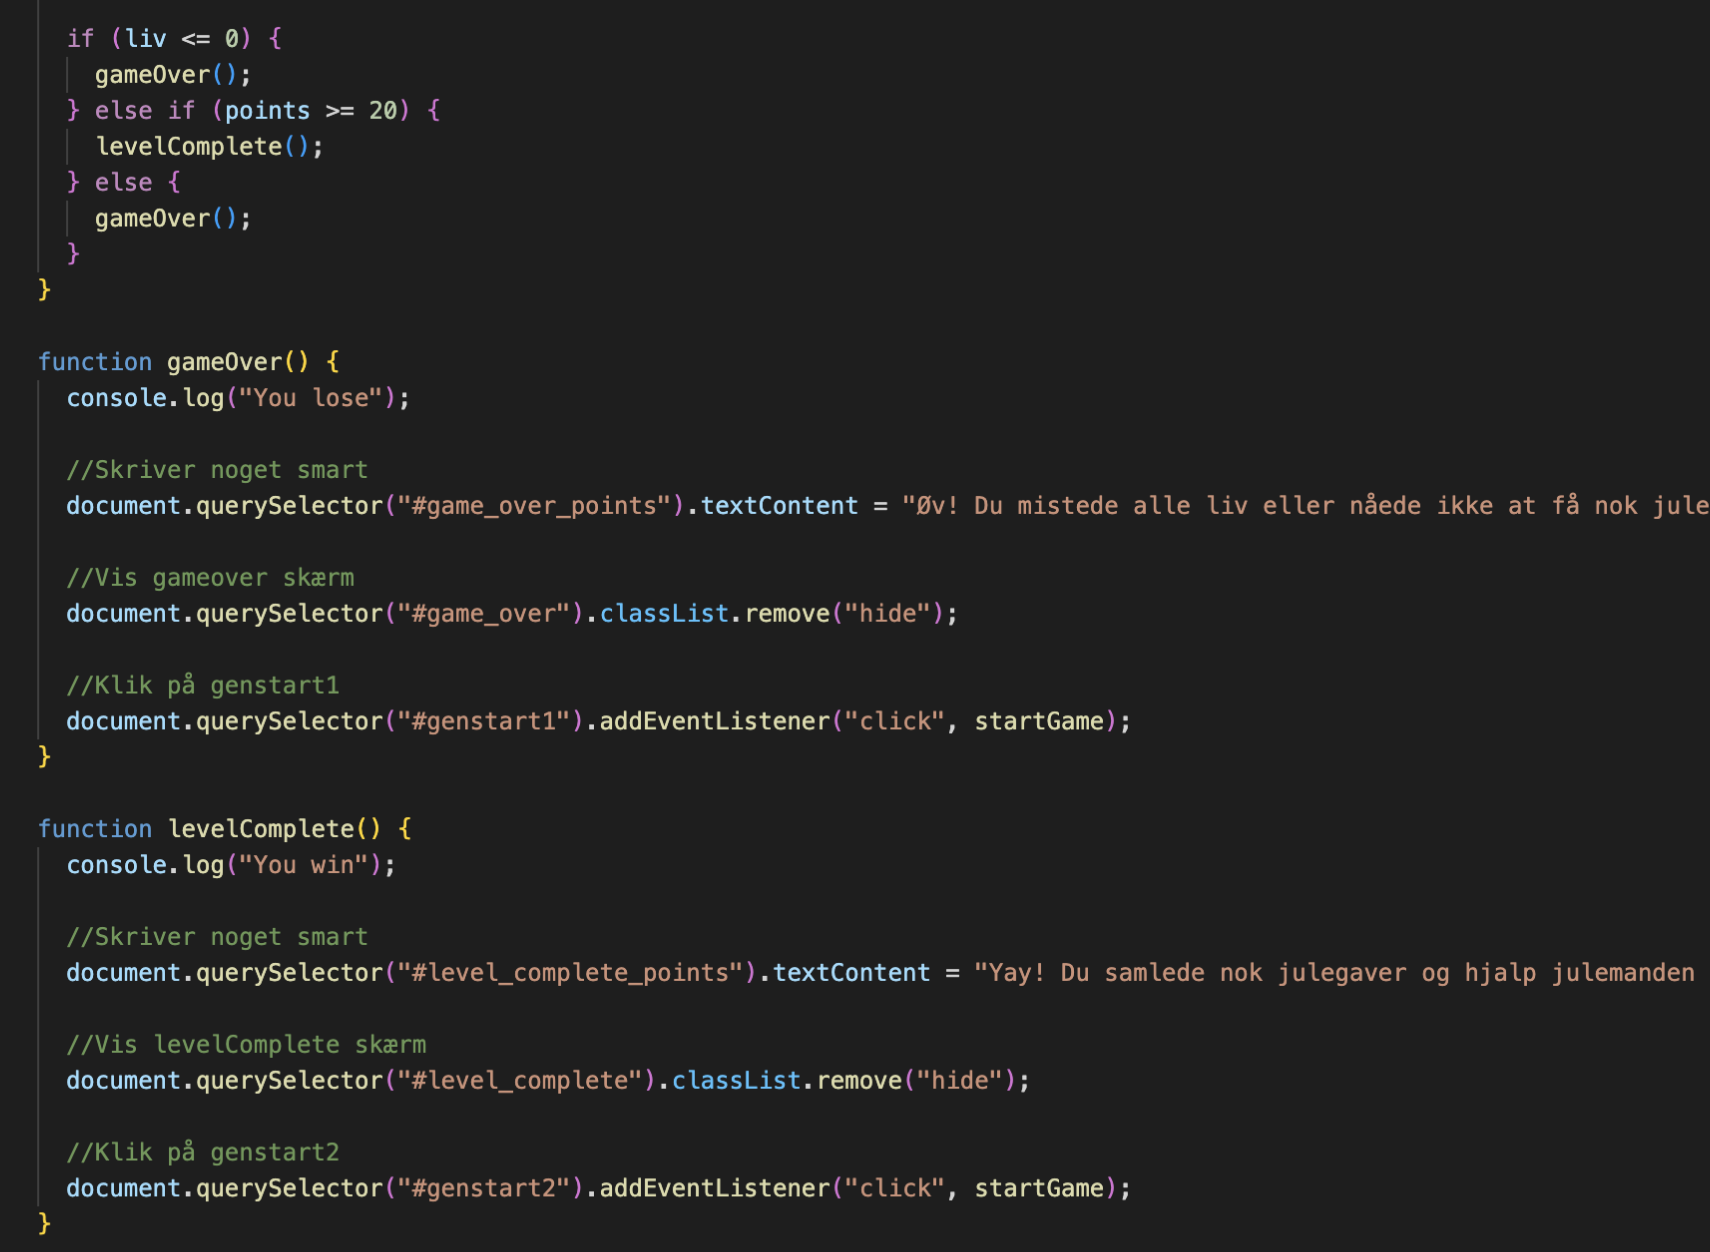 if (liv <= 0) {
gameOver();
} else if (points >= 20) {
levelComplete();
} else {
gameOver();
}
}
function gameOver() {
console.log("You lose");
//Skriver noget smart
document.querySelector("#game_over_points").textContent = "Øv! Du mistede alle liv eller nåede ikke at få nok jule
//Vis gameover skærm
document.querySelector("#game_over").classList.remove("hide");
//Klik på genstart1
document.querySelector("#genstart1").addEventListener("click", startGame);
}
function levelComplete() {
console.log("You win");
//Skriver noget smart
document.querySelector("#level_complete_points").textContent = "Yay! Du samlede nok julegaver og hjalp julemanden
//Vis levelComplete skærm
document.querySelector("#level_complete").classList.remove("hide");
//Klik på genstart2
document.querySelector("#genstart2").addEventListener("click", startGame);
}